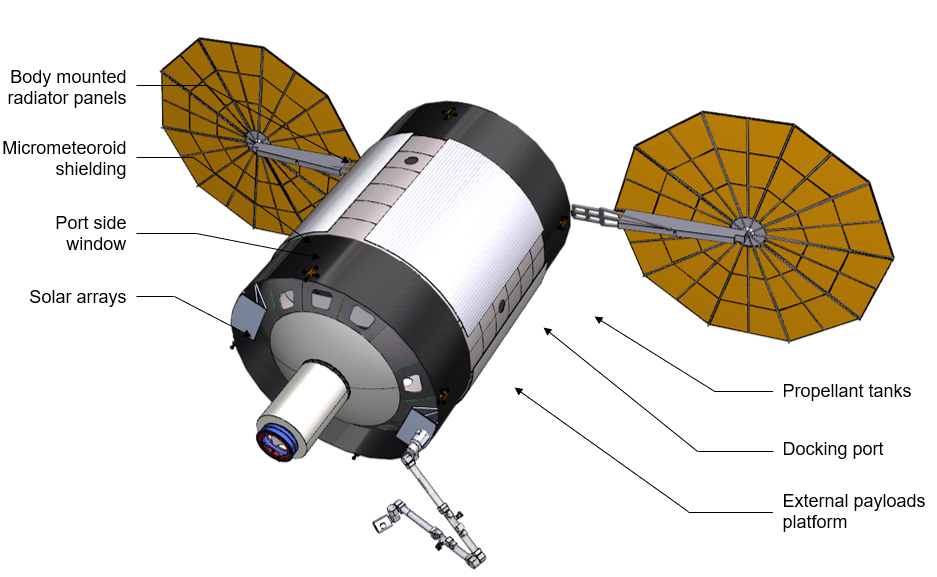 Body mounted
radiator panels
Micrometeoroid
shielding
Port side
window
Solar arrays
Propellant tanks
Docking port
External payloads
platform